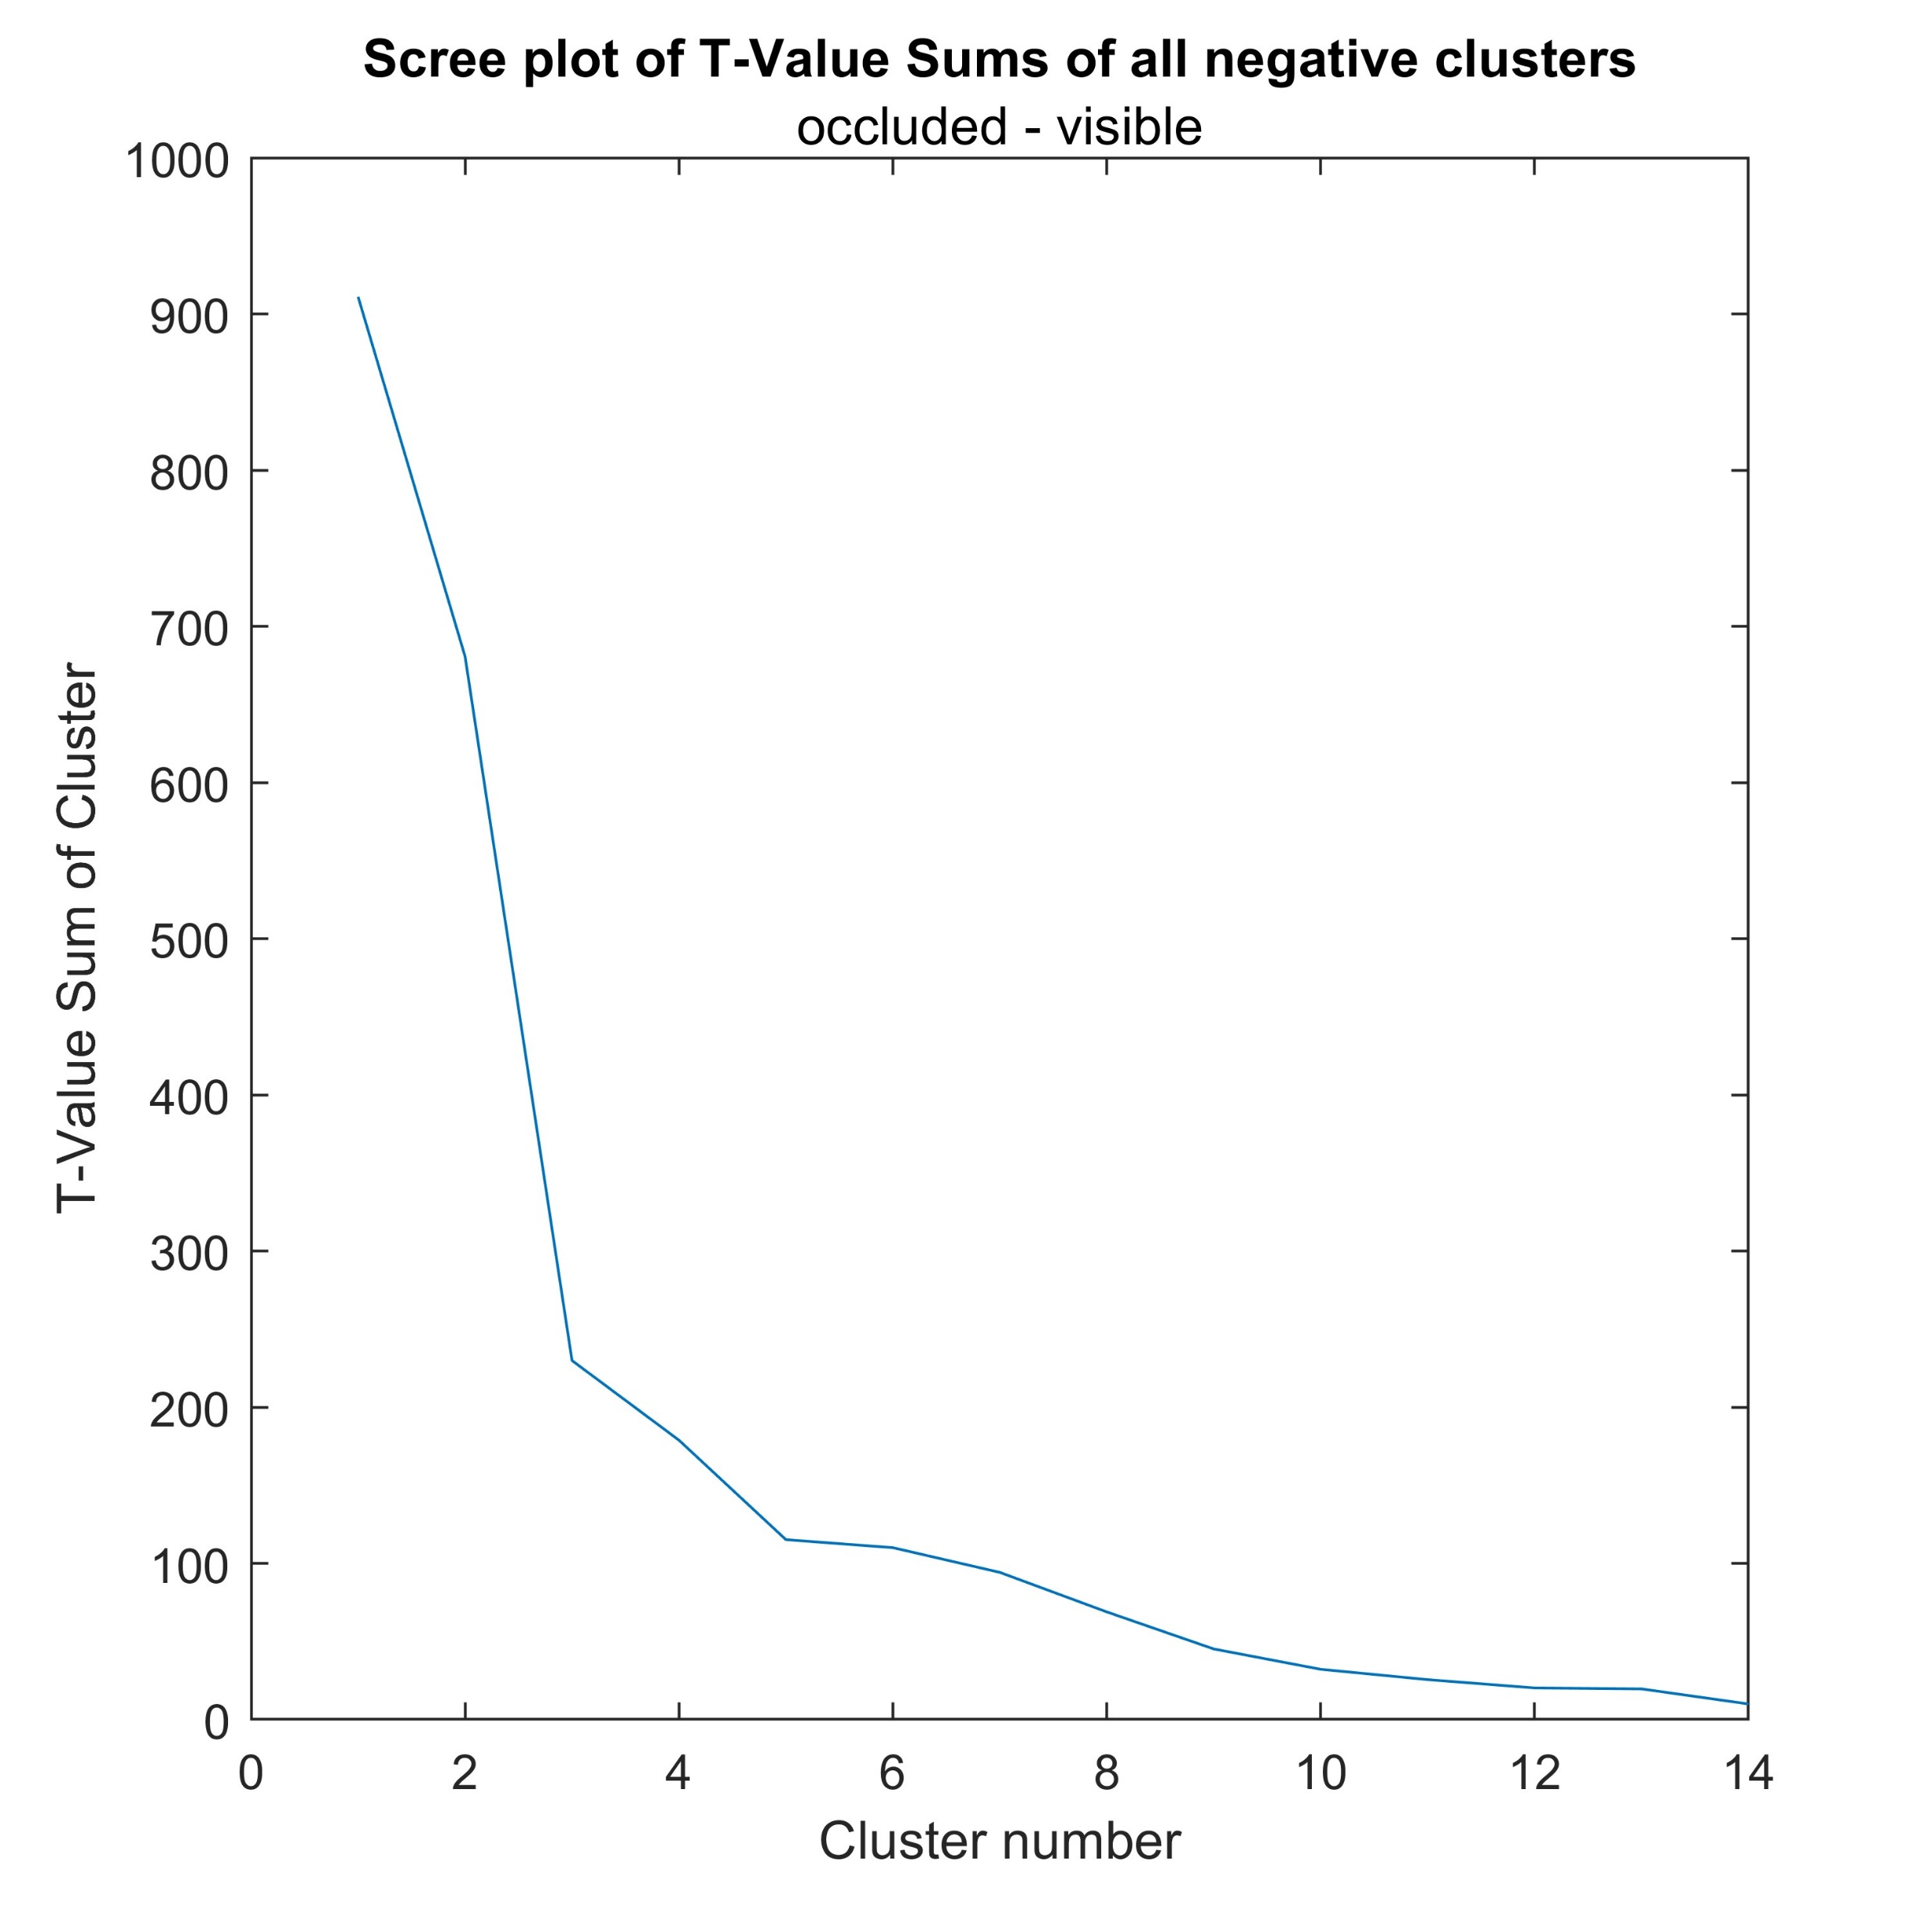 Scree plot of T-Value Sums of all negative clusters
occluded - visible
1000
900
800
700
600
500
400
300
200
100
0
T-Value Sum of Cluster
0 2 4 6 8 10 12 14
Cluster number